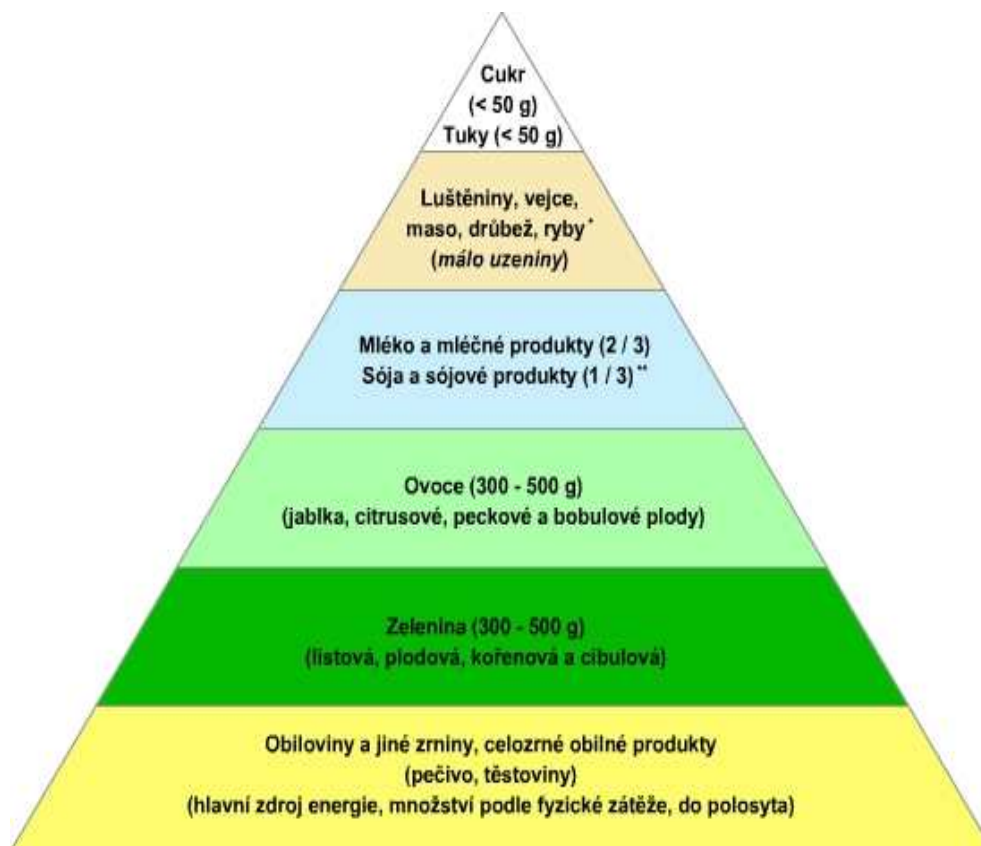 Cukr
(< 50 g)
Tuky (< 50 g)
Luštěniny, vejce,
maso, drůbež, ryby*
(málo uzeniny)
Mléko a mléčné produkty (2 / 3)
Sója a sójové produkty (1 / 3)**
Ovoce (300 - 500 g)
(jablka, citrusové, peckové a bobulové plody)
Zelenina (300 - 500 g)
(listová, plodová, kořenová a cibulová)
Obiloviny a jiné zrniny, celozrné obilné produkty
(pečivo, těstoviny)
(hlavní zdroj energie, množství podle fyzické zátěže, do polosyta)